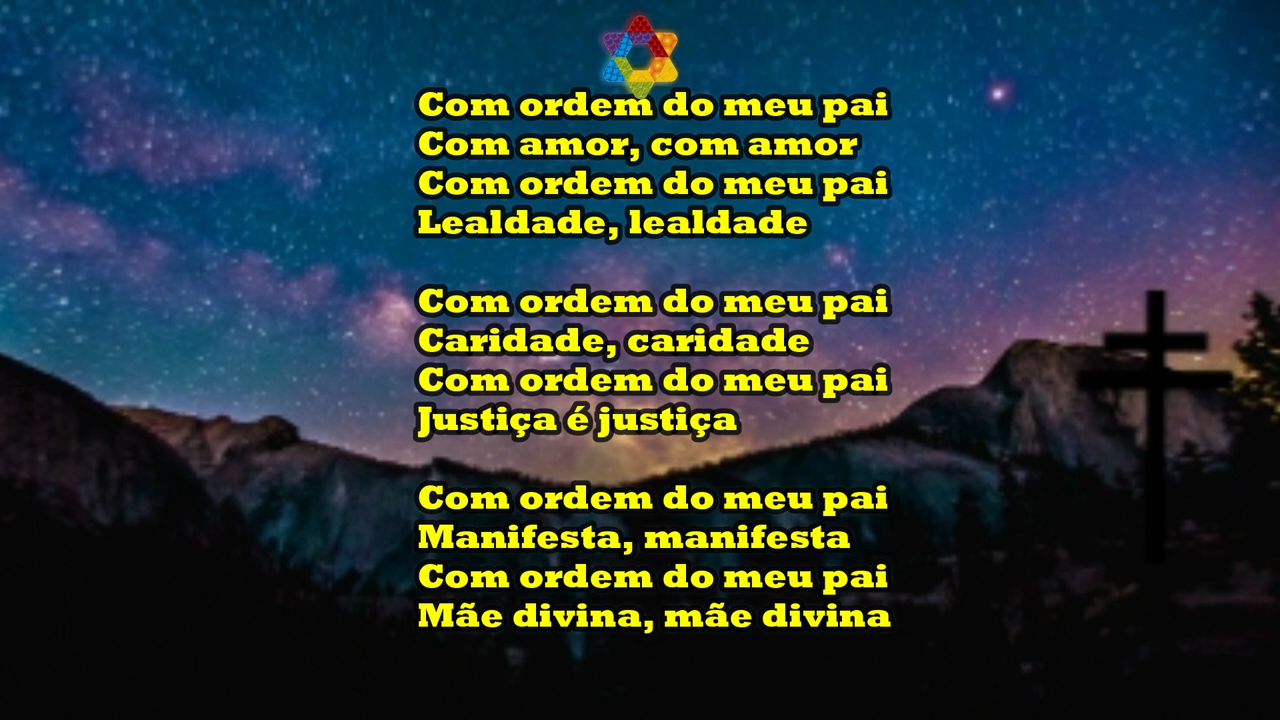 Com ordem do meu pai
Com amor, com amor
Com ordem do meu pai
Lealdade, lealdade
Com ordem do meu pai
Caridade, caridade
Com ordem do meu pai
Justiça é justiça
Com ordem do meu pai
Manifesta, manifesta
Com ordem do meu pai
Mãe divina, mãe divina